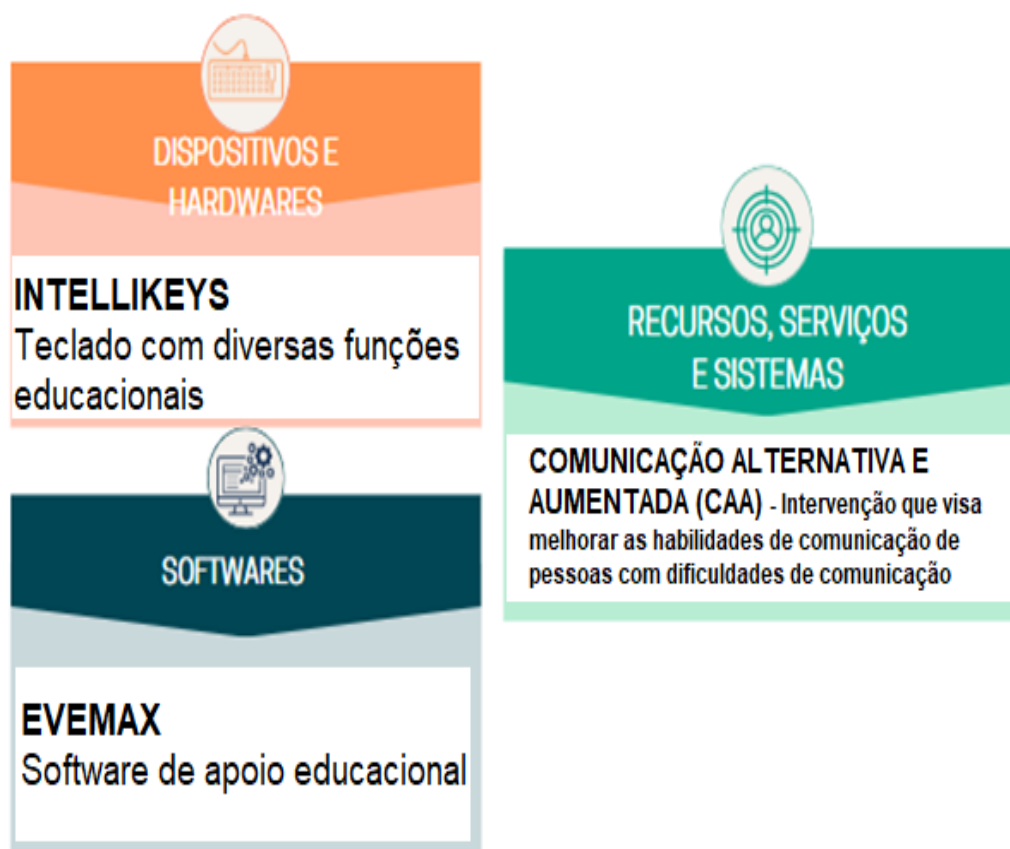 DISPOSITIVOS E
HARDWARES
INTELLIKEYS
Teclado com diversas funções
educacionais
SOFTWARES
EVEMAX
Software de apoio educacional
RECURSOS, SERVIÇOS
E SISTEMAS
COMUNICAÇÃO ALTERNATIVA E
AUMENTADA (CAA) - Intervenção que visa
melhorar as habilidades de comunicação de
pessoas com dificuldades de comunicação